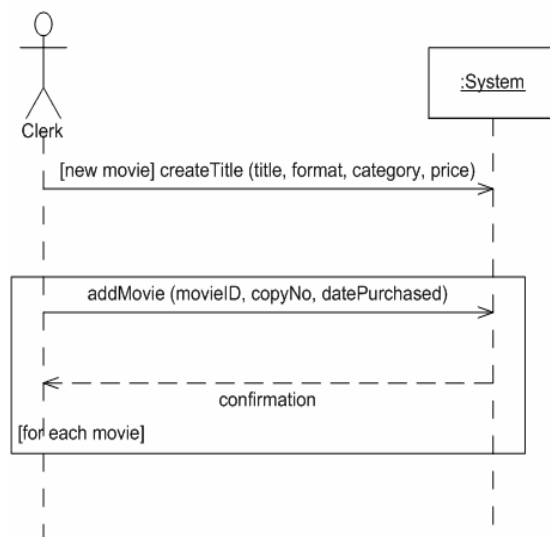 :System
Clerk
[new movie] createTitle (title, format, category, price)
addMovie (movieID, copyNo, datePurchased)
confirmation
[for each movie]